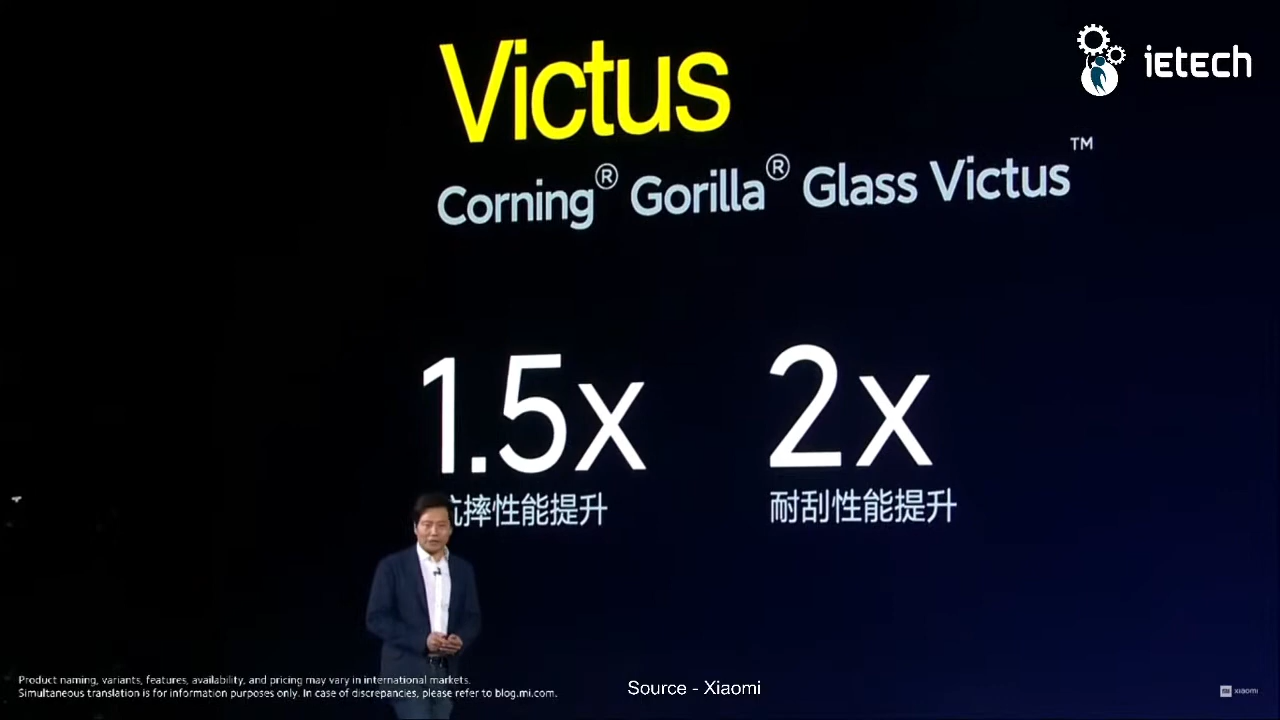 ietech
Victus
Corning® Gorilla® Glass Victus™
1.5x
2x
摔性能提升
耐刮性能提升
Product naming, variants, features, availability, and pricing may vary in international markets.
Simultaneous translation is for information purposes only. In case of discrepancies, please refer to blog.mi.com.
Source - Xiaomi
mi xiaomi